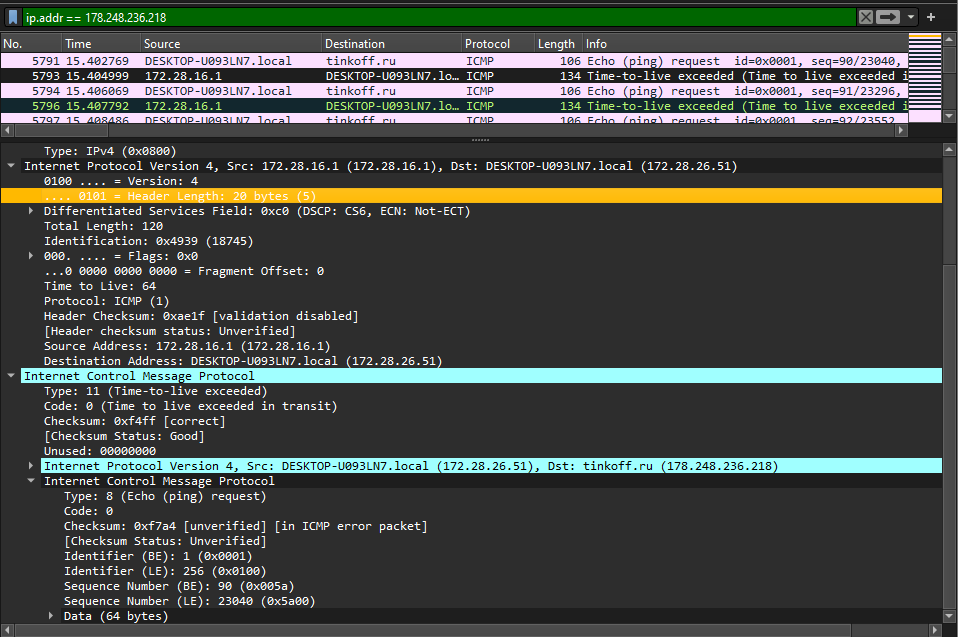 ip.addr == 178.248.236.218
No. Time Source Destination Protocol Length Info
5791 15.402769 DESKTOP-U093LN7.local tinkoff.ru ICMP 106 Echo (ping) request id=0x0001, seq=90/23040,
5793 15.404999 172.28.16.1 DESKTOP-U093LN7.lo… ICMP 134 Time-to-live exceeded (Time to live exceeded i
5794 15.406069 DESKTOP-U093LN7.local tinkoff.ru ICMP 106 Echo (ping) request id=0x0001, seq=91/23296,
5796 15.407792 172.28.16.1 DESKTOP-U093LN7.lo… ICMP 134 Time-to-live exceeded (Time to live exceeded i
5797 15.408486 DESKTOP-U093LN7.local tinkoff.ru ICMP 106 Echo (ping) request id=0x0001, seq=92/23552
Type: IPv4 (0x0800)
Internet Protocol Version 4, Src: 172.28.16.1 (172.28.16.1), Dst: DESKTOP-U093LN7.local (172.28.26.51)
0100 .... = Version: 4
.... 0101 = Header Length: 20 bytes (5)
Differentiated Services Field: 0xc0 (DSCP: CS6, ECN: Not-ECT)
Total Length: 120
Identification: 0x4939 (18745)
000. .... = Flags: 0x0
...0 0000 0000 0000 = Fragment Offset: 0
Time to Live: 64
Protocol: ICMP (1)
Header Checksum: 0xae1f [validation disabled]
[Header checksum status: Unverified]
Source Address: 172.28.16.1 (172.28.16.1)
Destination Address: DESKTOP-U093LN7.local (172.28.26.51)
Internet Control Message Protocol
Type: 11 (Time-to-live exceeded)
Code: 0 (Time to live exceeded in transit)
Checksum: 0xf4ff [correct]
[Checksum Status: Good]
Unused: 00000000
Internet Protocol Version 4, Src: DESKTOP-U093LN7.local (172.28.26.51), Dst: tinkoff.ru (178.248.236.218)
Internet Control Message Protocol
Type: 8 (Echo (ping) request)
Code: 0
Checksum: 0xf7a4 [unverified] [in ICMP error packet]
[Checksum Status: Unverified]
Identifier (BE): 1 (0x0001)
Identifier (LE): 256 (0x0100)
Sequence Number (BE): 90 (0x005a)
Sequence Number (LE): 23040 (0x5a00)
Data (64 bytes)